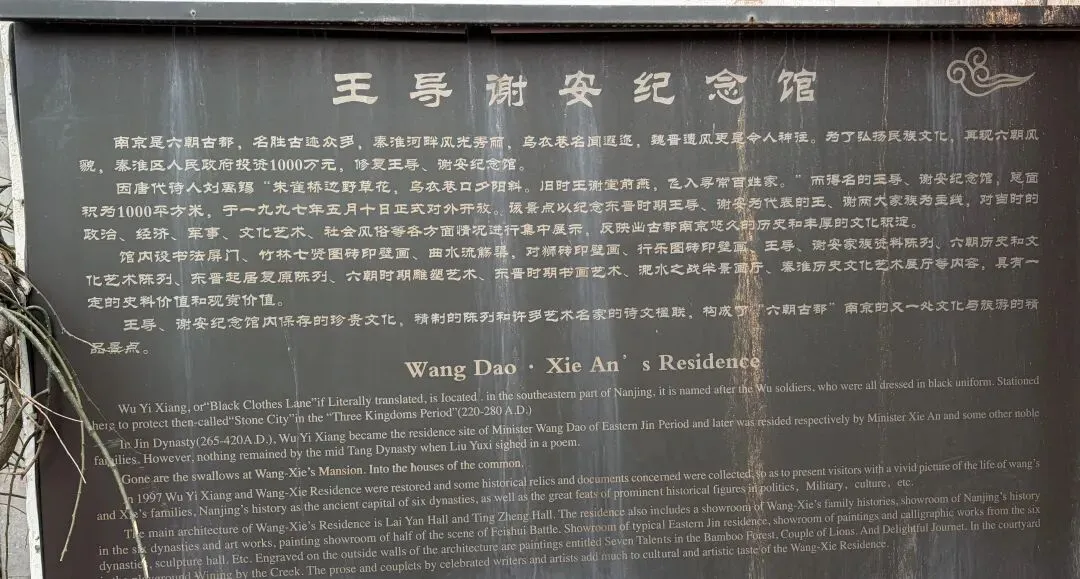 王导谢安纪念馆
南京是六朝古都，名胜古迹众多，秦淮河畔风光秀丽，乌衣巷名闻遐迩，魏晋遗风更是令人神往。为了弘扬民族文化，再现六朝风
貌，秦淮区人民政府投资1000万元，修复王导、谢安纪念馆。
因唐代诗人刘禹锡“朱雀桥边野草花，乌衣巷口夕阳斜。旧时王谢堂前燕，飞入寻常百姓家。”而得名的王导、谢安纪念馆，总面
积为1000平方米，于一九九七年五月十日正式对外开放。该景点以纪念东晋时期王导、谢安为代表的王、谢两大家族为主线，对当时的
政治、经济、军事、文化艺术、社会风俗等各方面情况进行集中展示，反映出古都南京悠久的历史和丰厚的文化积淀。
馆内设书法屏门、竹林七贤图砖印壁画、曲水流觞渠，对狮砖印壁画、行乐图砖印壁画、王导、谢安家族资料陈列、六朝历史和文
化艺术陈列、东晋起居复原陈列、六朝时期雕塑艺术、东晋时期书画艺术、淝水之战半景画厅、秦淮历史文化艺术展厅等内容，具有一
定的史料价值和观赏价值。
王导、谢安纪念馆内保存的珍贵文化，精制的陈列和许多艺术名家的诗文楹联，构成了“六朝古都”南京的又一处文化与旅游的精
品景点。
Wang Dao · Xie An’s Residence
Wu Yi Xiang, or“Black Clothes Lane”if Literally translated, is located . in the southeastern part of Nanjing, it is named after the Wu soldiers, who were all dressed in black uniform. Stationed
here to protect then-called“Stone City”in the “Three Kingdoms Period”(220-280 A.D.)
In Jin Dynasty(265-420A.D.), Wu Yi Xiang became the residence site of Minister Wang Dao of Eastern Jin Period and later was resided respectively by Minister Xie An and some other noble
families. However, nothing remained by the mid Tang Dynasty when Liu Yuxi sighed in a poem.
Gone are the swallows at Wang-Xie’s Mansion. Into the houses of the common.
In 1997 Wu Yi Xiang and Wang-Xie Residence were restored and some historical relics and documents concerned were collected, so as to present visitors with a vivid picture of the life of wang’s
and Xie’s families, Nanjing’s history as the ancient capital of six dynasties, as well as the great feats of prominent historical figures in politics，Military，culture，etc.
The main architecture of Wang-Xie’s Residence is Lai Yan Hall and Ting Zheng Hall. The residence also includes a showroom of Wang-Xie’s family histories, showroom of Nanjing’s history
in the six dynasties and art works, painting showroom of half of the scene of Feishui Battle. Showroom of typical Eastern Jin residence, showroom of paintings and calligraphic works from the six
dynasties, sculpture hall. Etc. Engraved on the outside walls of the architecture are paintings entitled Seven Talents in the Bamboo Forest, Couple of Lions. And Delightful Journet. In the courtyard
Wining by the Creek. The prose and couplets by celebrated writers and artists add much to cultural and artistic taste of the Wang-Xie Residence.